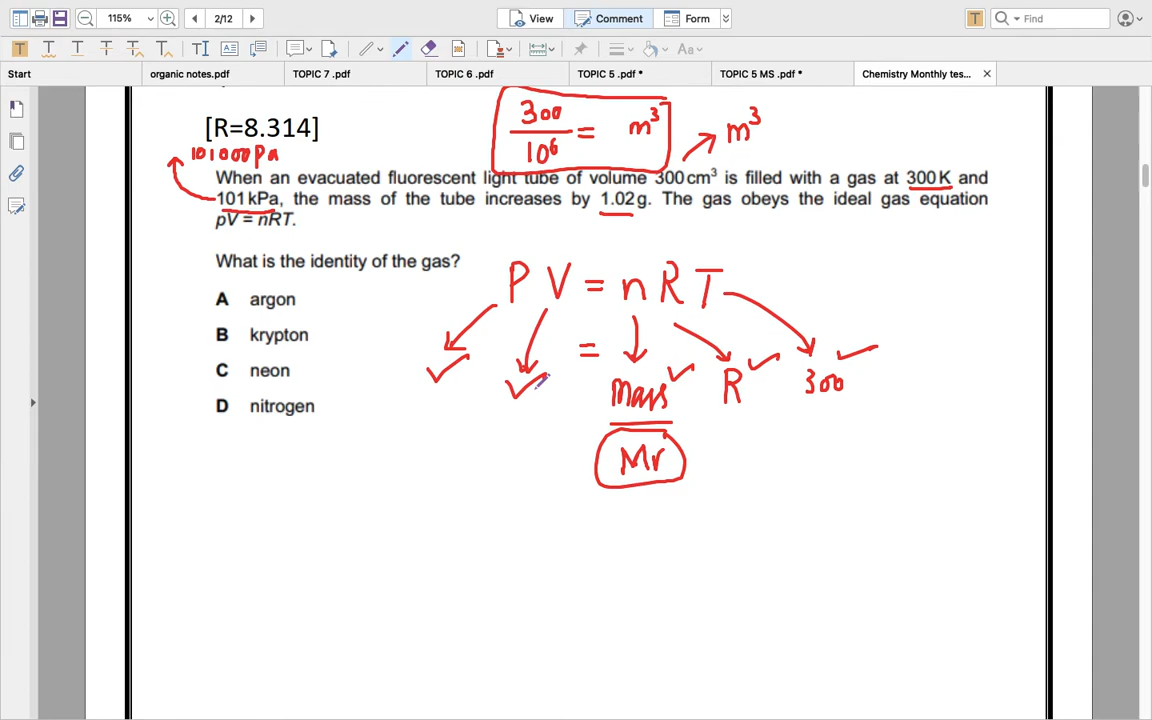 115% 2/12 View Comment Form T Find
T T T T T T TI Aa
Start organic notes.pdf TOPIC 7 .pdf TOPIC 6 .pdf TOPIC 5 .pdf * TOPIC 5 MS .pdf * Chemistry Monthly tes... ×
300
/10⁶ = m³
m³
[R=8.314]
101000pa
When an evacuated fluorescent light tube of volume 300 cm³ is filled with a gas at 300 K and
101 kPa, the mass of the tube increases by 1.02 g. The gas obeys the ideal gas equation
pV = nRT.
What is the identity of the gas?
P V = n R T
A argon
B krypton
C neon
D nitrogen
= Mass R 300
Mr